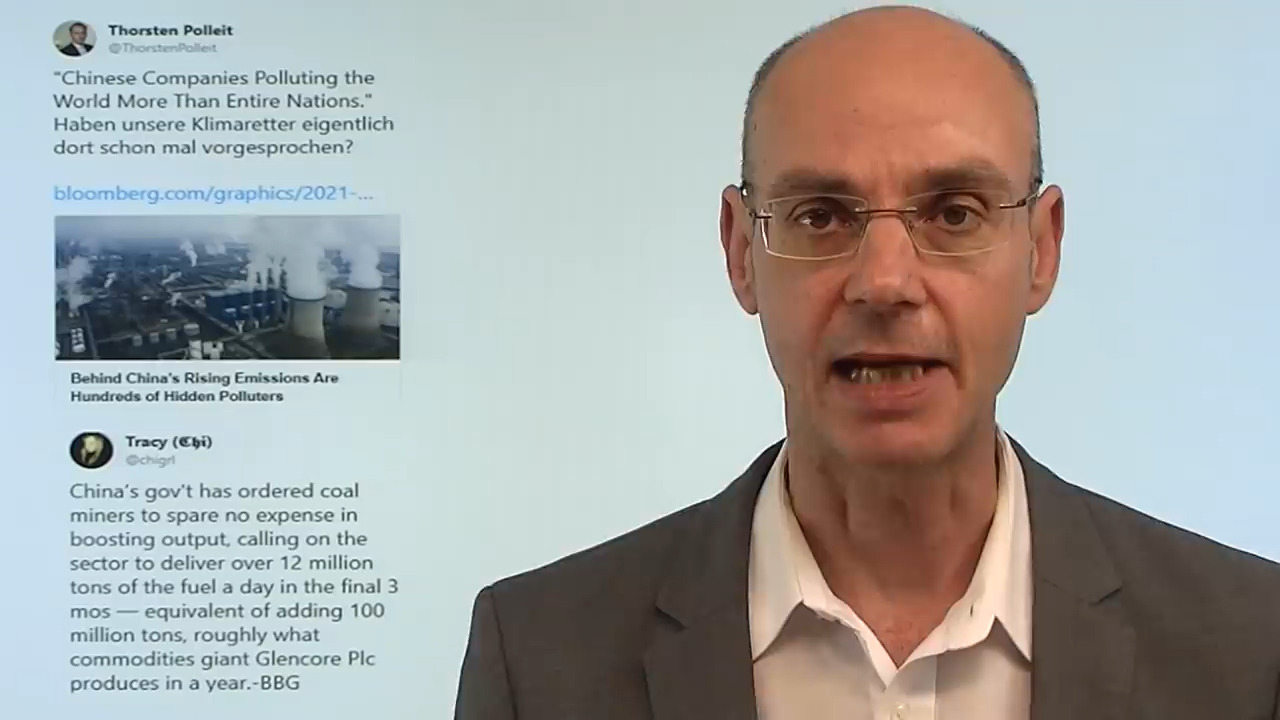 Thorsten Polleit
@ThorstenPolleit
"Chinese Companies Polluting the
World More Than Entire Nations."
Haben unsere Klimaretter eigentlich
dort schon mal vorgesprochen?
bloomberg.com/graphics/2021-...
Behind China's Rising Emissions Are
Hundreds of Hidden Polluters
Tracy (ℭ𝔥𝔦)
@chigrl
China's gov't has ordered coal
miners to spare no expense in
boosting output, calling on the
sector to deliver over 12 million
tons of the fuel a day in the final 3
mos — equivalent of adding 100
million tons, roughly what
commodities giant Glencore Plc
produces in a year.-BBG